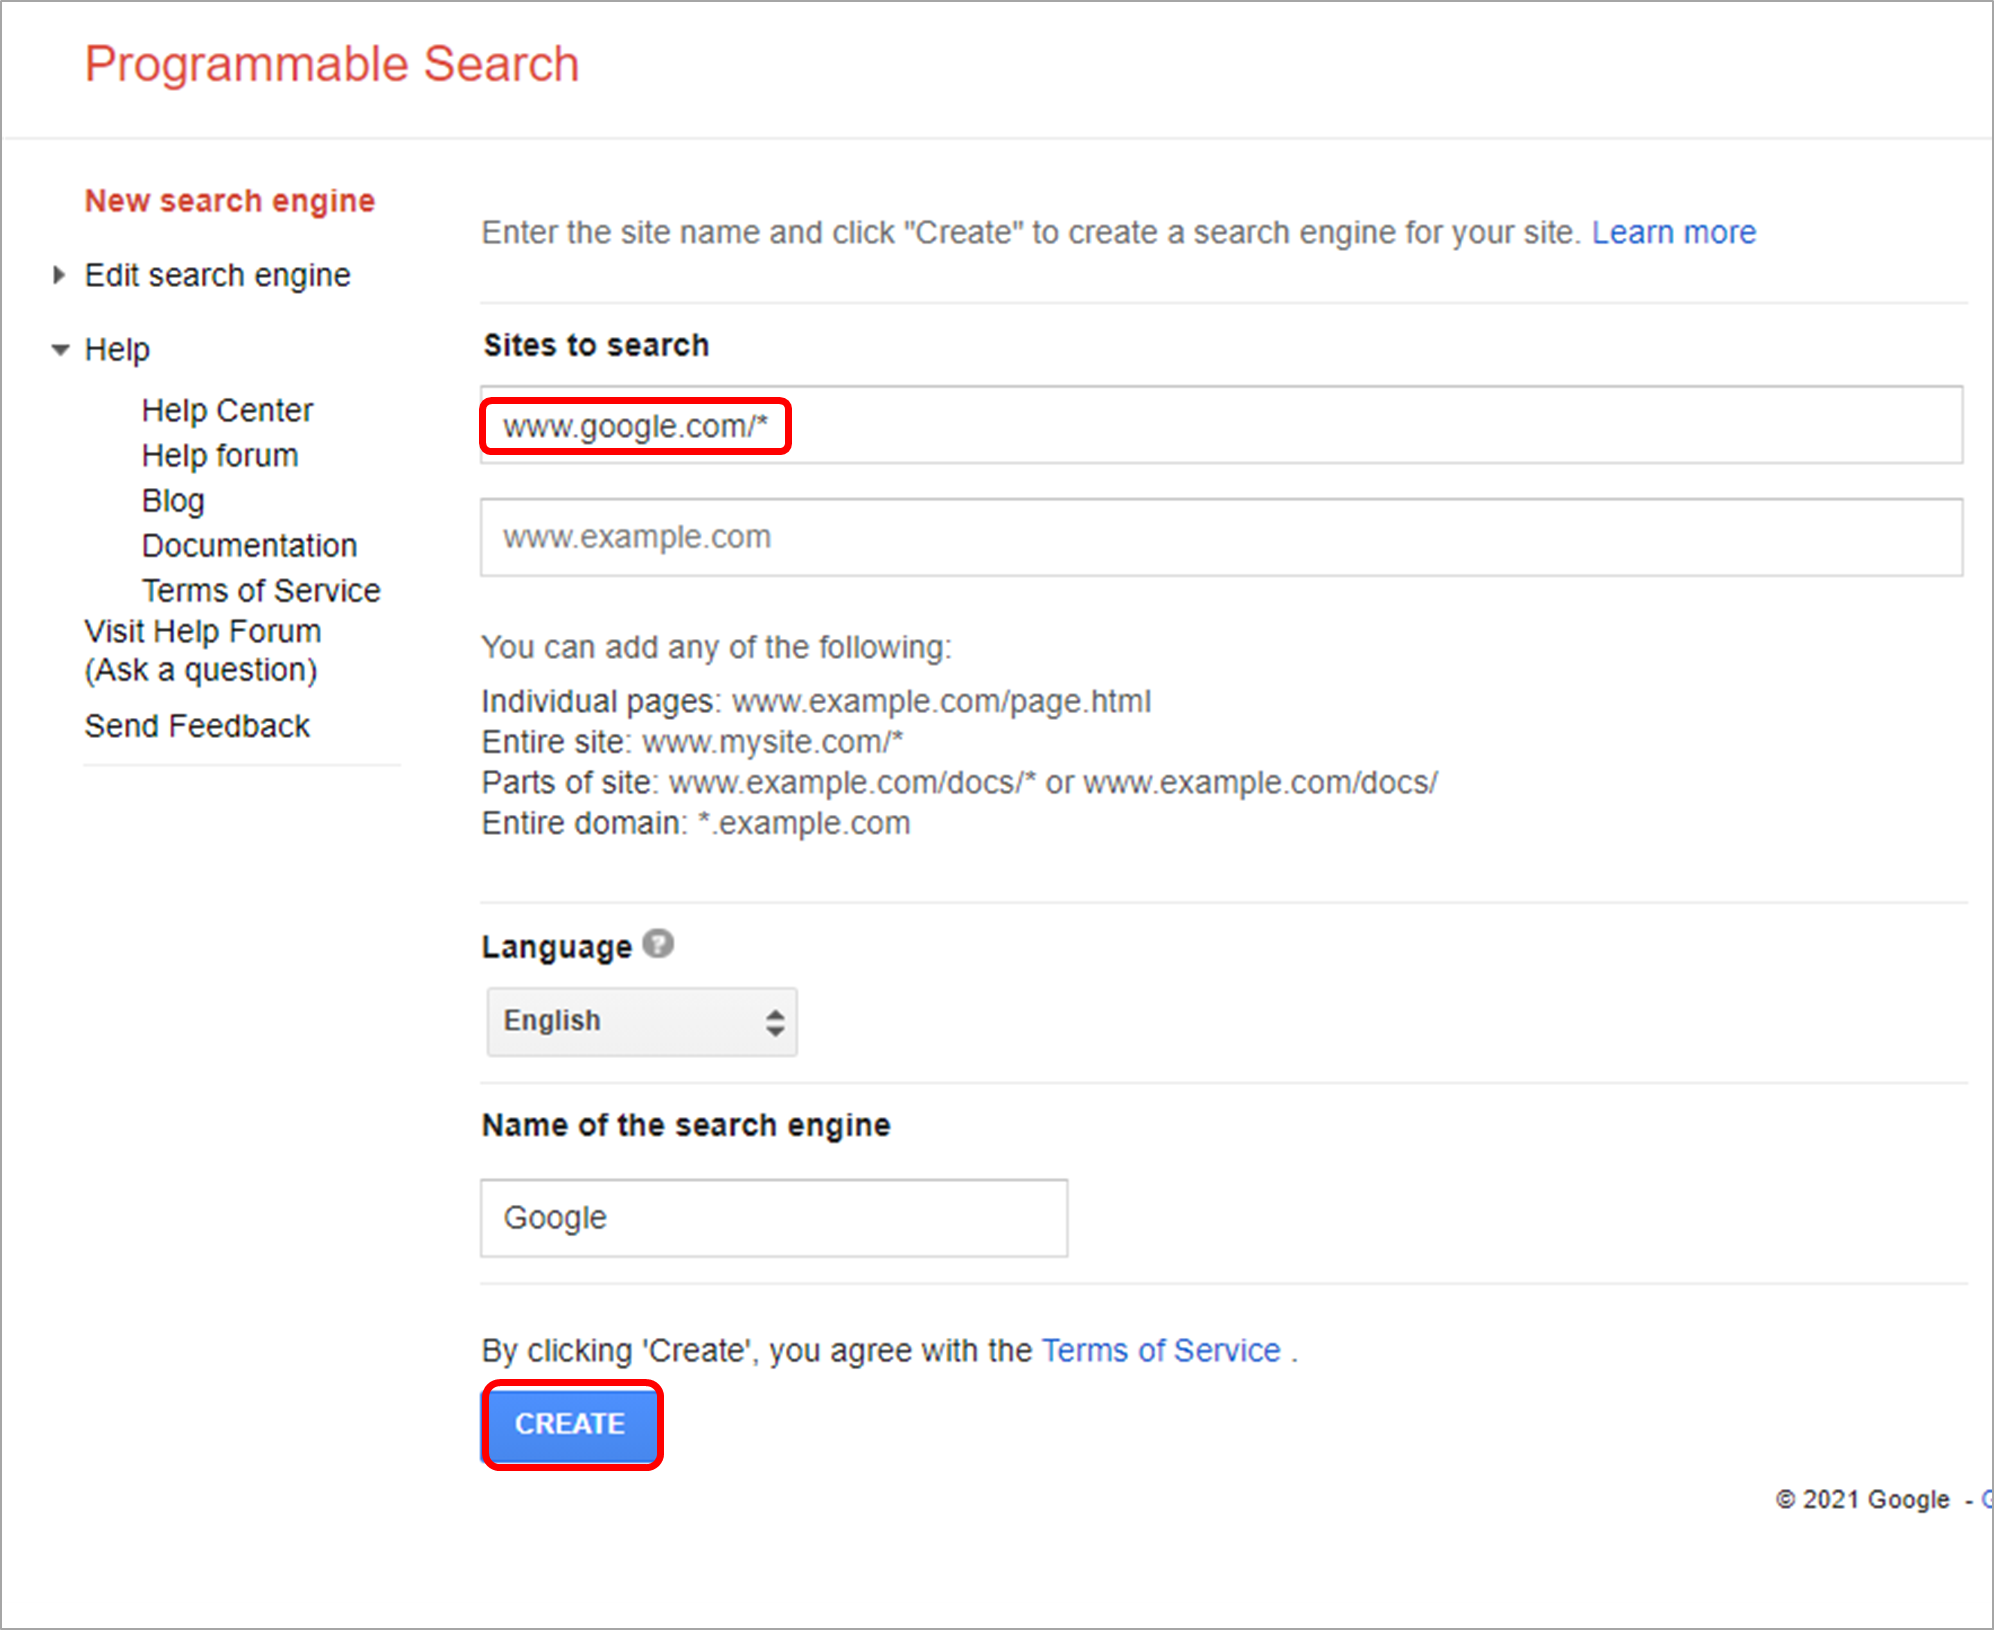 Programmable Search
New search engine
Edit search engine
Help
Help Center
Help forum
Blog
Documentation
Terms of Service
Visit Help Forum
(Ask a question)
Send Feedback
Enter the site name and click "Create" to create a search engine for your site. Learn more
Sites to search
www.google.com/*
www.example.com
You can add any of the following:
Individual pages: www.example.com/page.html
Entire site: www.mysite.com/*
Parts of site: www.example.com/docs/* or www.example.com/docs/
Entire domain: *.example.com
Language ?
English
Name of the search engine
Google
By clicking 'Create', you agree with the Terms of Service .
CREATE
© 2021 Google -